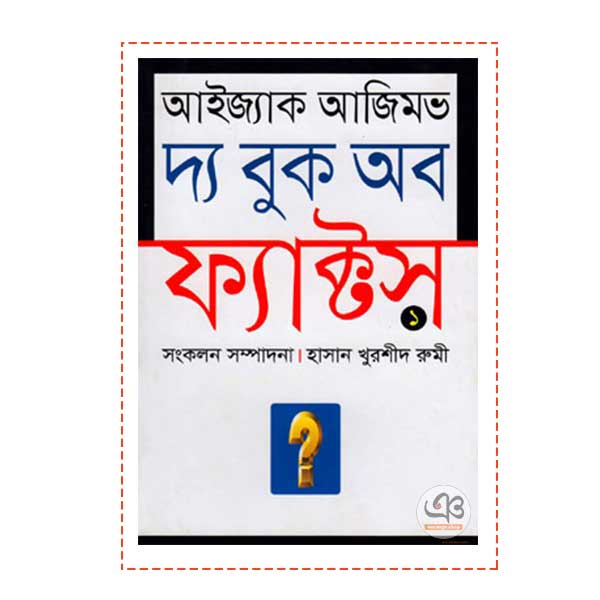 আইজ্যাক আজিমভ
দ্য বুক অব
ফ্যাক্টস
১
সংকলন সম্পাদনা | হাসান খুরশীদ রুমী
?